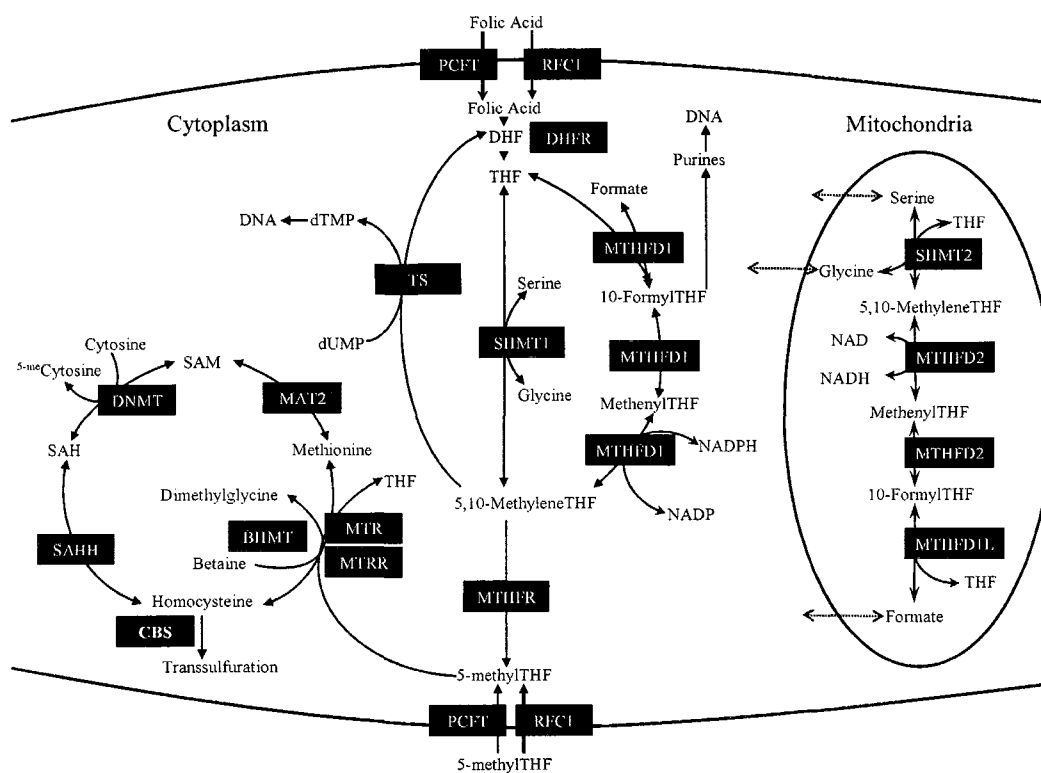 Folic Acid
PCFT
RFC1
Folic Acid
Cytoplasm
DHF
DHFR
DNA
Mitochondria
Purines
THF
Formate
Serine
THF
DNA
dTMP
MTHFD1
SHMT2
Glycine
TS
Serine
10-FormylTHF
5,10-MethyleneTHF
Cytosine
dUMP
SHMT1
NAD
MTHFD2
SAM
MTHFD1
5-meCytosine
NADH
DNMT
MAT2
Glycine
MethenylTHF
MethenylTHF
SAH
Methionine
MTHFD1
NADPH
MTHFD2
THF
Dimethylglycine
5,10-MethyleneTHF
10-FormylTHF
NADP
BHMT
MTR
SAHH
MTHFD1L
Betaine
MTRR
THF
MTHFR
Homocysteine
Formate
CBS
Transsulfuration
5-methylTHF
PCFT
RFC1
5-methylTHF